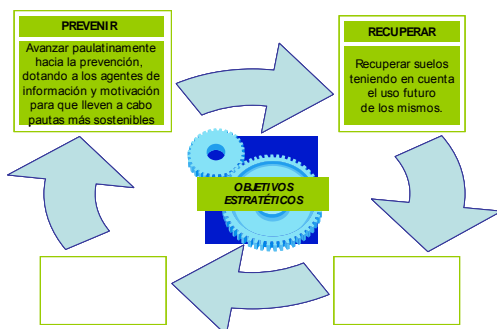 PREVENIR
Avanzar paulatinamente
hacia la prevención,
dotando a los agentes de
información y motivación
para que lleven a cabo
pautas más sostenibles
RECUPERAR
Recuperar suelos
teniendo en cuenta
el uso futuro
de los mismos.
OBJETIVOS
ESTRATÉTICOS